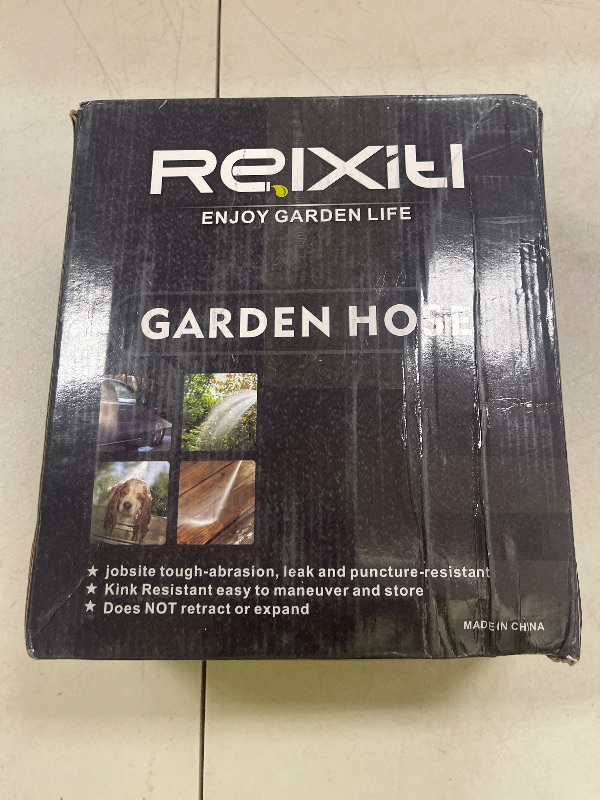 ReIXitI
ENJOY GARDEN LIFE
GARDEN HOSE
★ jobsite tough-abrasion, leak and puncture-resistant
★ Kink Resistant easy to maneuver and store
★ Does NOT retract or expand
MADE IN CHINA